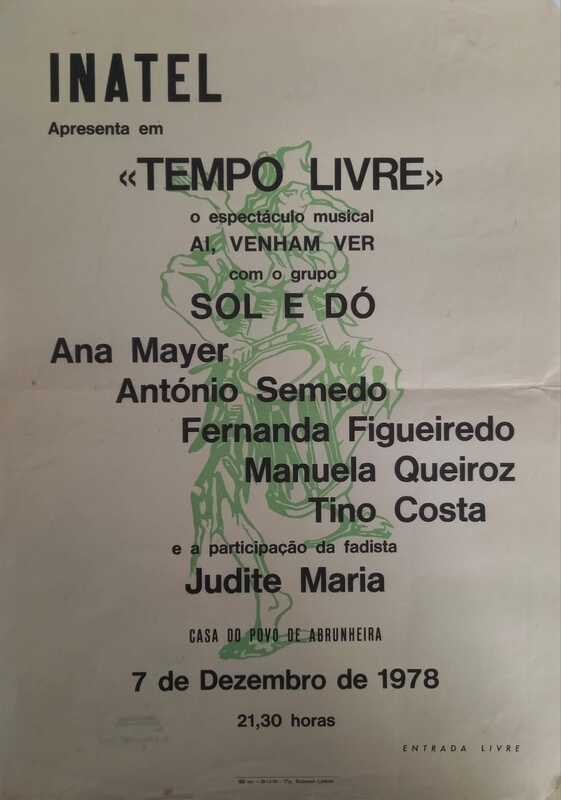 INATEL
Apresenta em
«TEMPO LIVRE»
o espectáculo musical
AI, VENHAM VER
com o grupo
SOL E DÓ
Ana Mayer
António Semedo
Fernanda Figueiredo
Manuela Queiroz
Tino Costa
e a participação da fadista
Judite Maria
CASA DO POVO DE ABRUNHEIRA
7 de Dezembro de 1978
21,30 horas
ENTRADA LIVRE